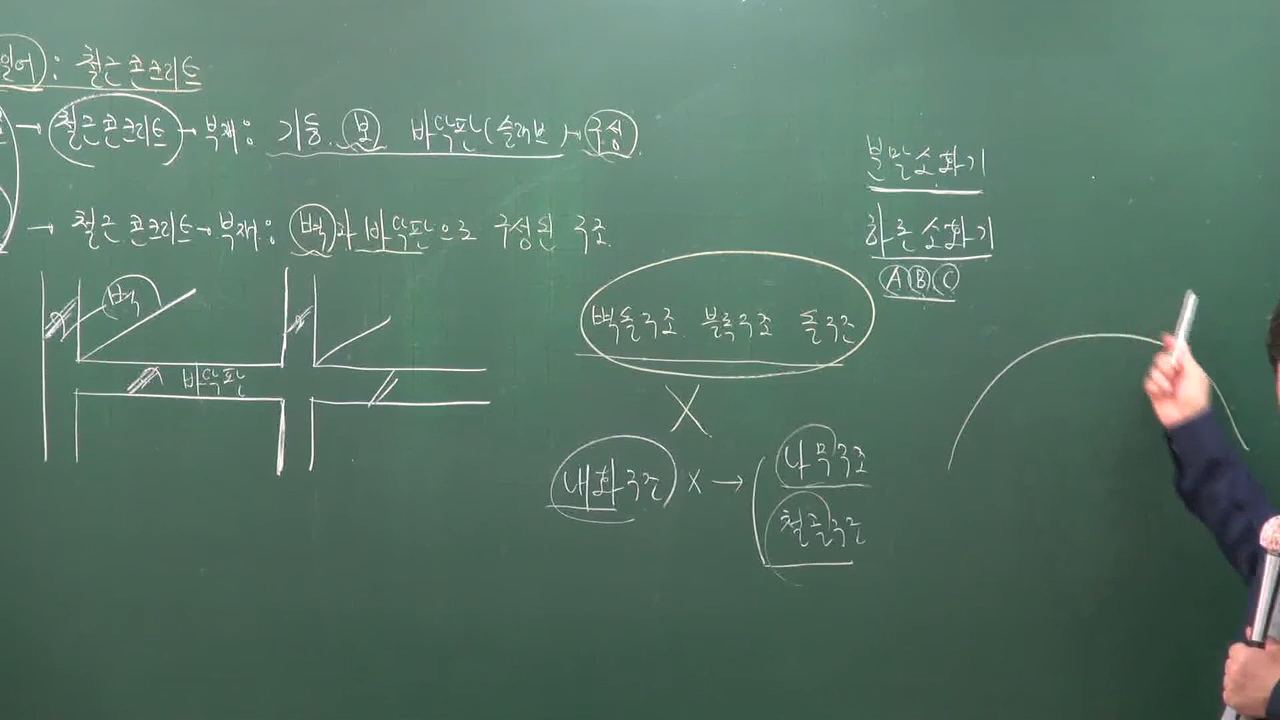 일어: 철근콘크리트
→ 철근콘크리트 → 부재: 기둥. 보 바닥판(슬래브)→구성.
→ 철근콘크리트→부재: 벽과 바닥판으로 구성된 구조.
벽
바닥판
벽돌구조. 블록구조 돌구조
X
내화구조 X → 나무구조
철골구조
분말소화기
하론소화기
A B C